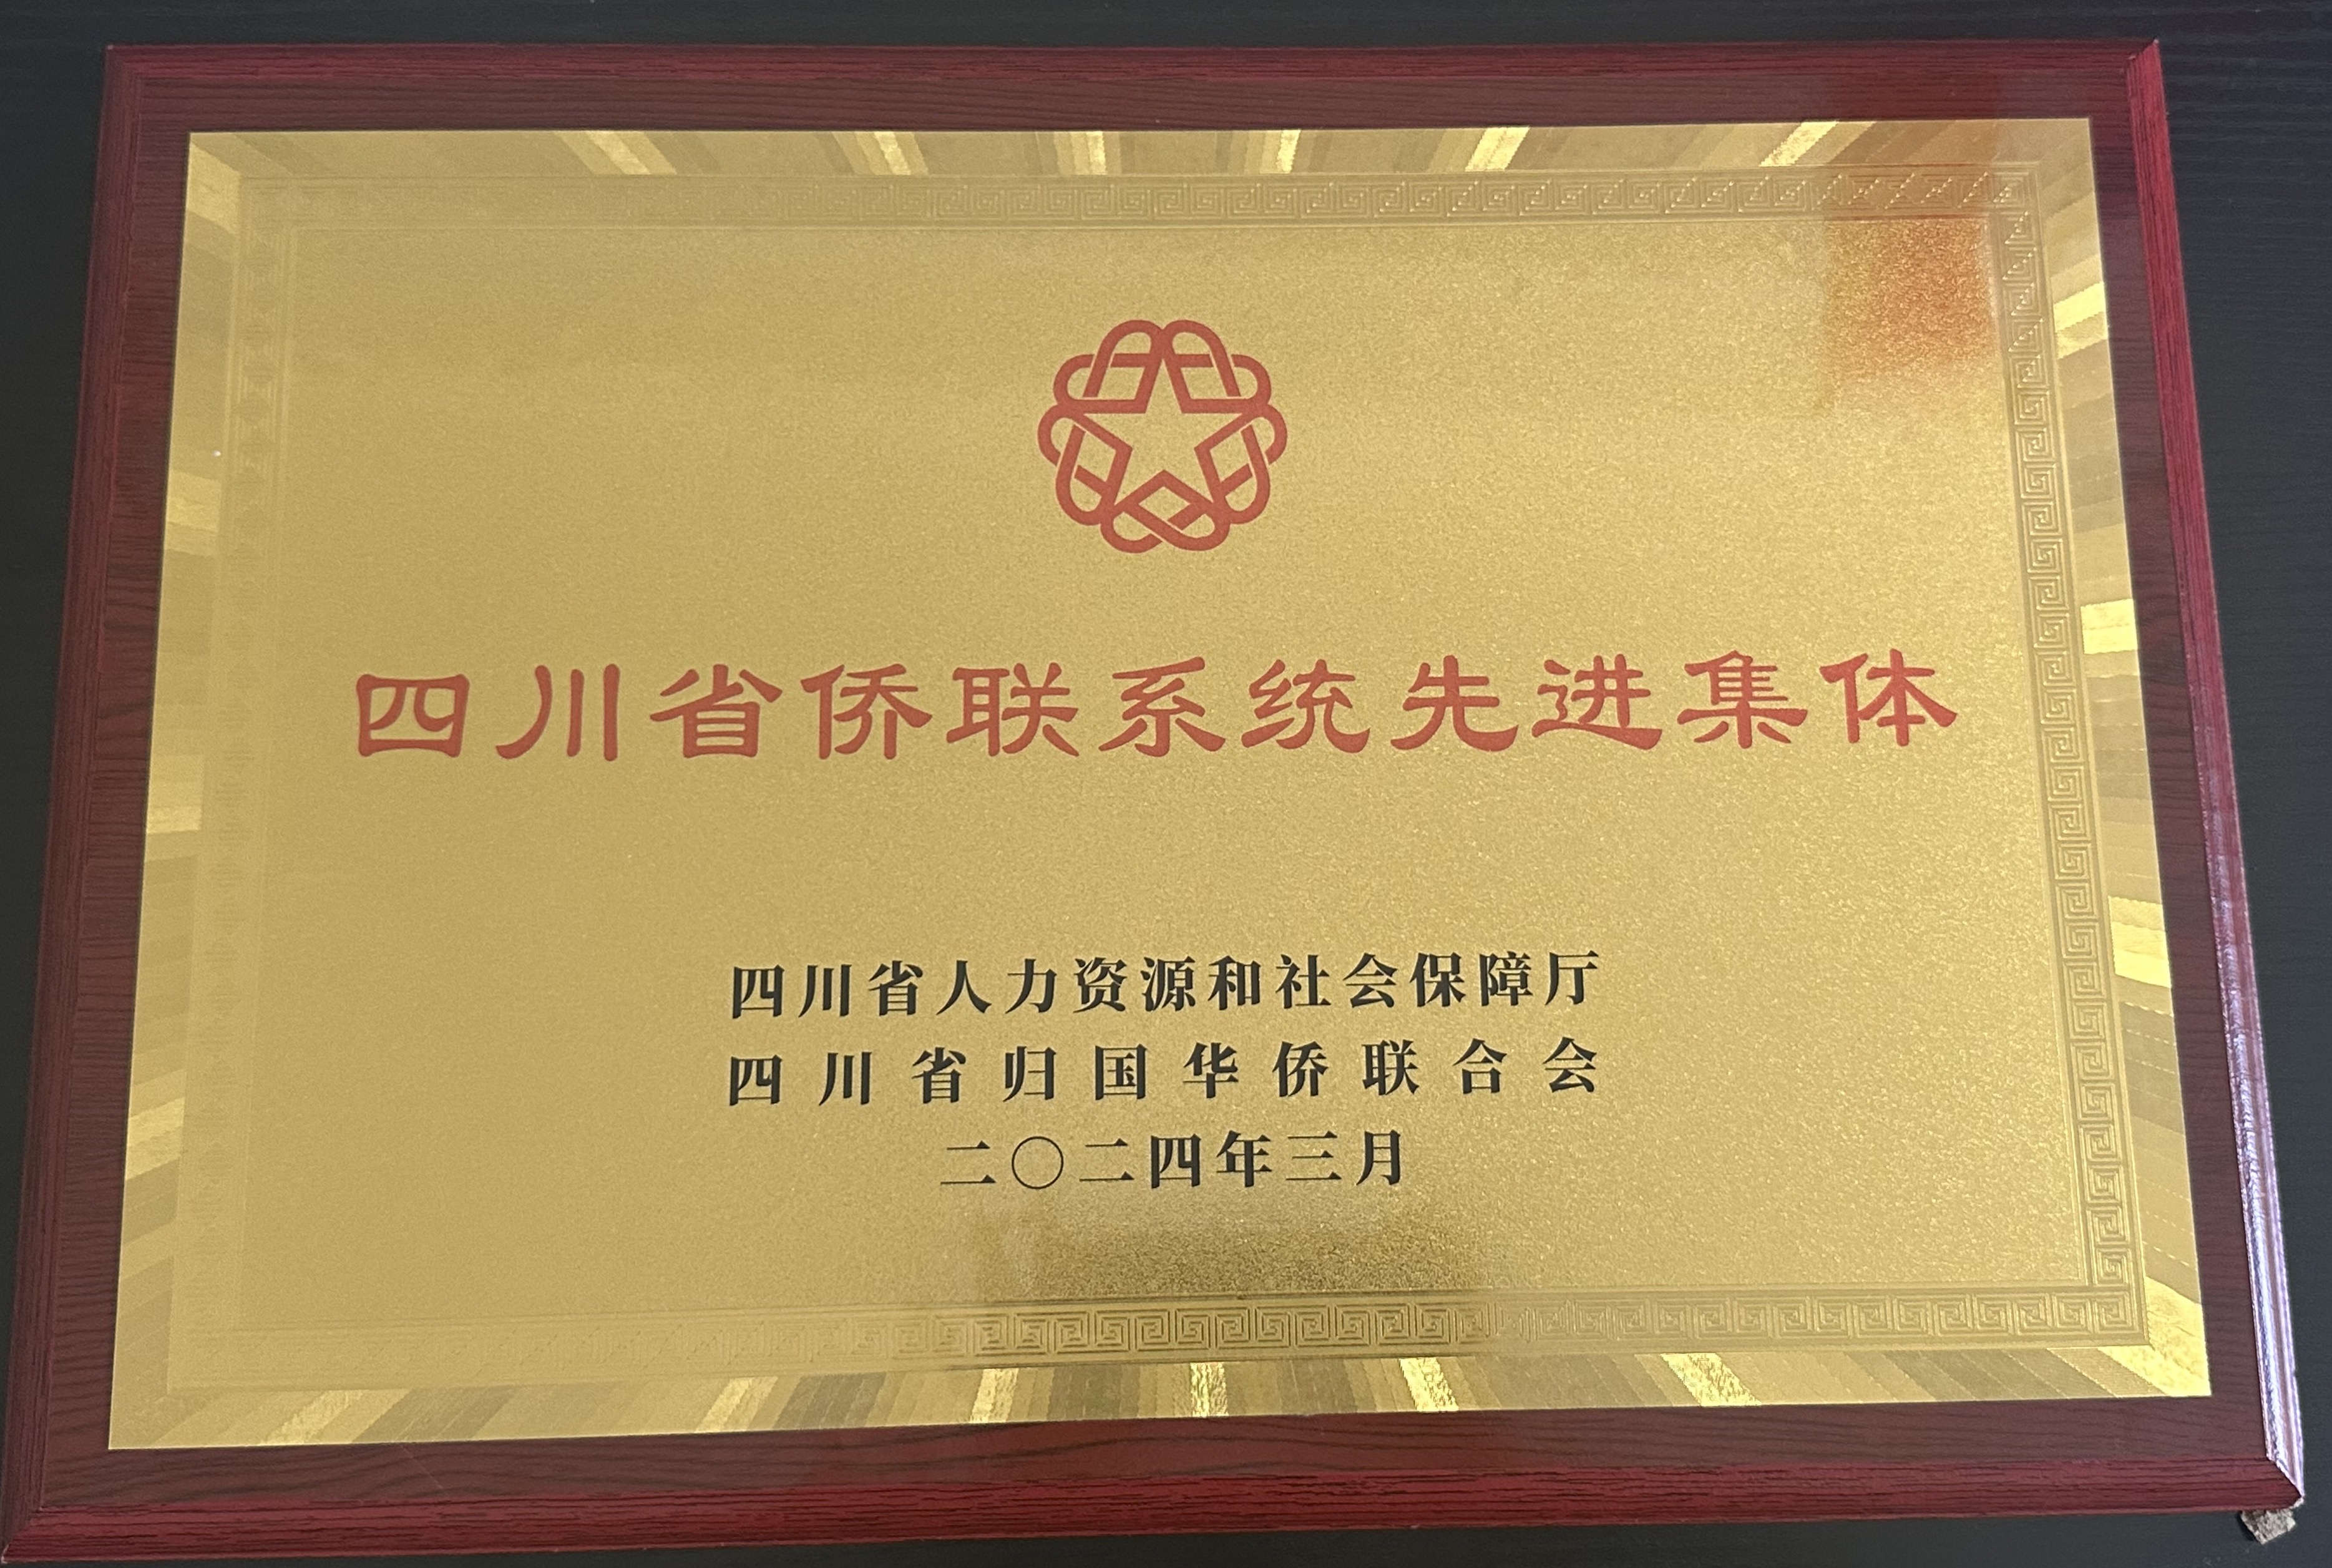 四川省侨联系统先进集体
四川省人力资源和社会保障厅
四川省归国华侨联合会
二〇二四年三月